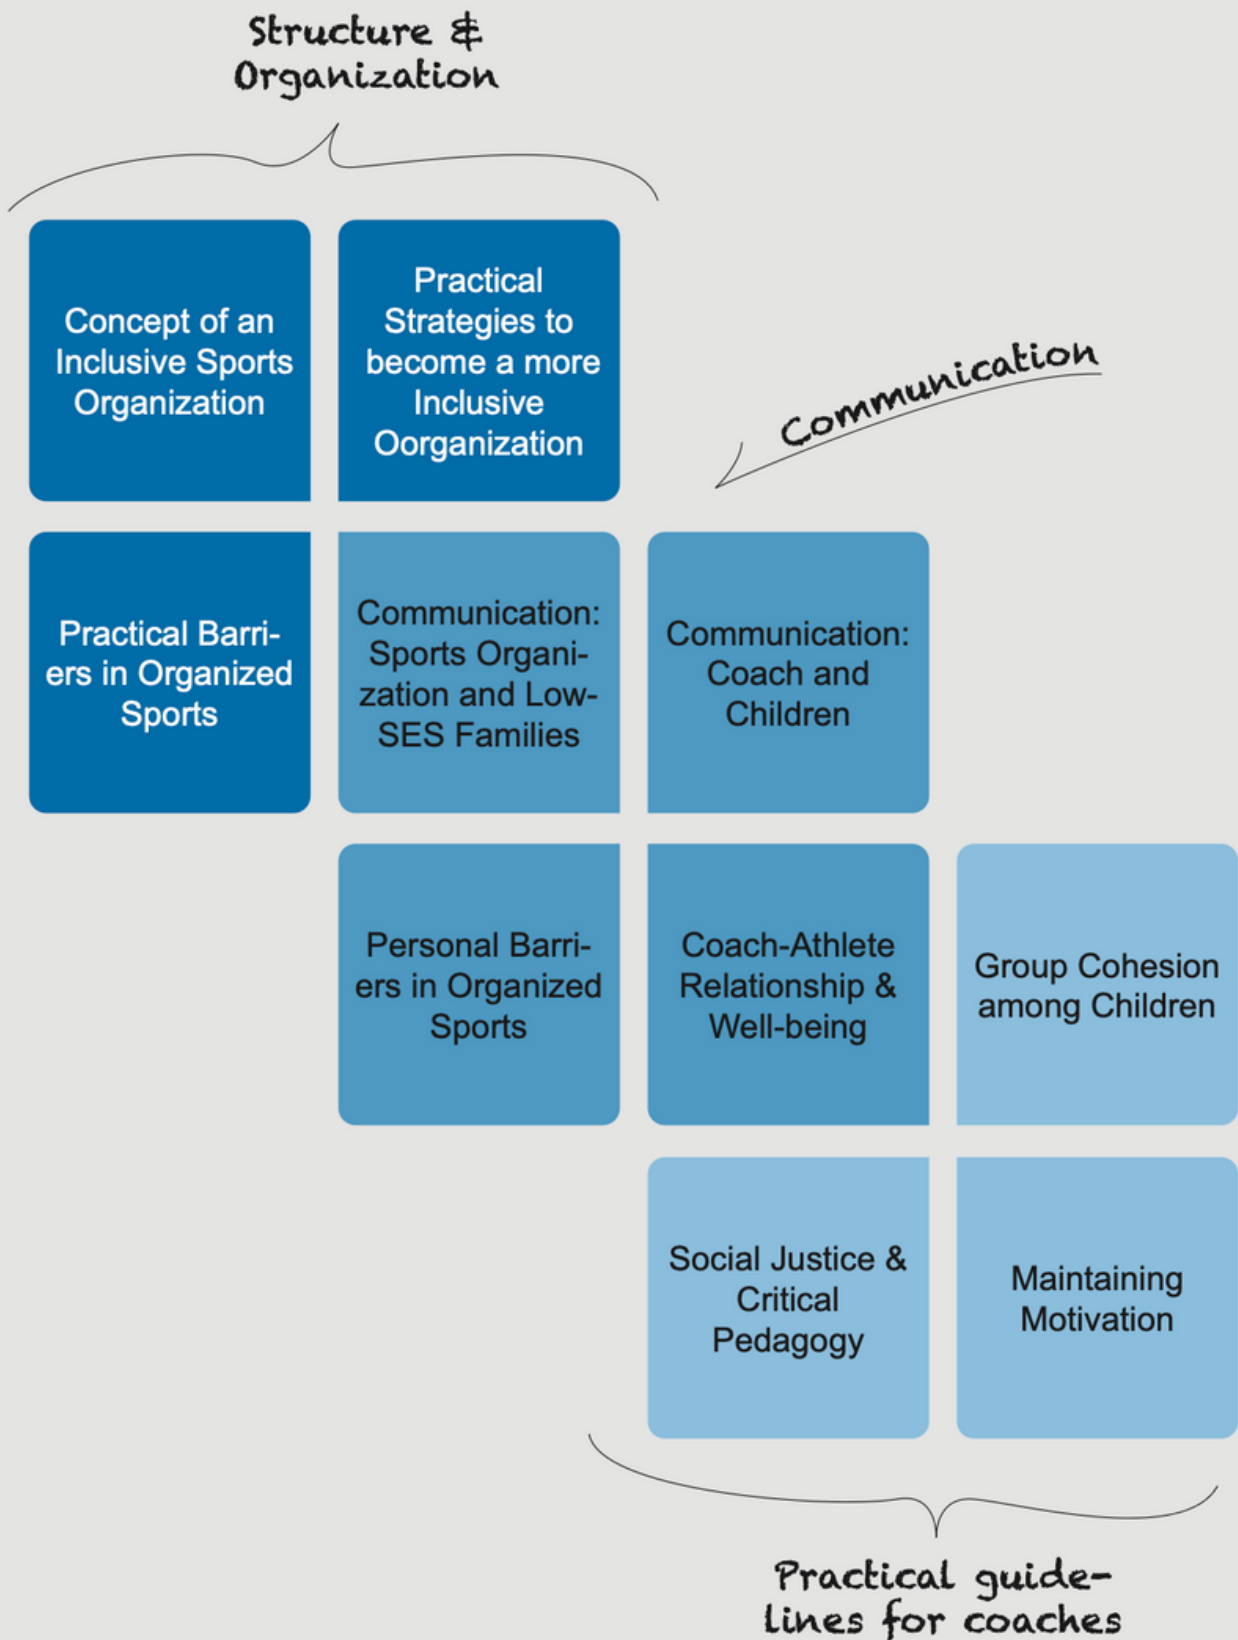 Structure &
Organization
Concept of an
Inclusive Sports
Organization
Practical
Strategies to
become a more
Inclusive
Oorganization
Communication
Practical Barri-
ers in Organized
Sports
Communication:
Sports Organi-
zation and Low-
SES Families
Communication:
Coach and
Children
Personal Barri-
ers in Organized
Sports
Coach-Athlete
Relationship &
Well-being
Group Cohesion
among Children
Social Justice &
Critical
Pedagogy
Maintaining
Motivation
Practical guide-
lines for coaches